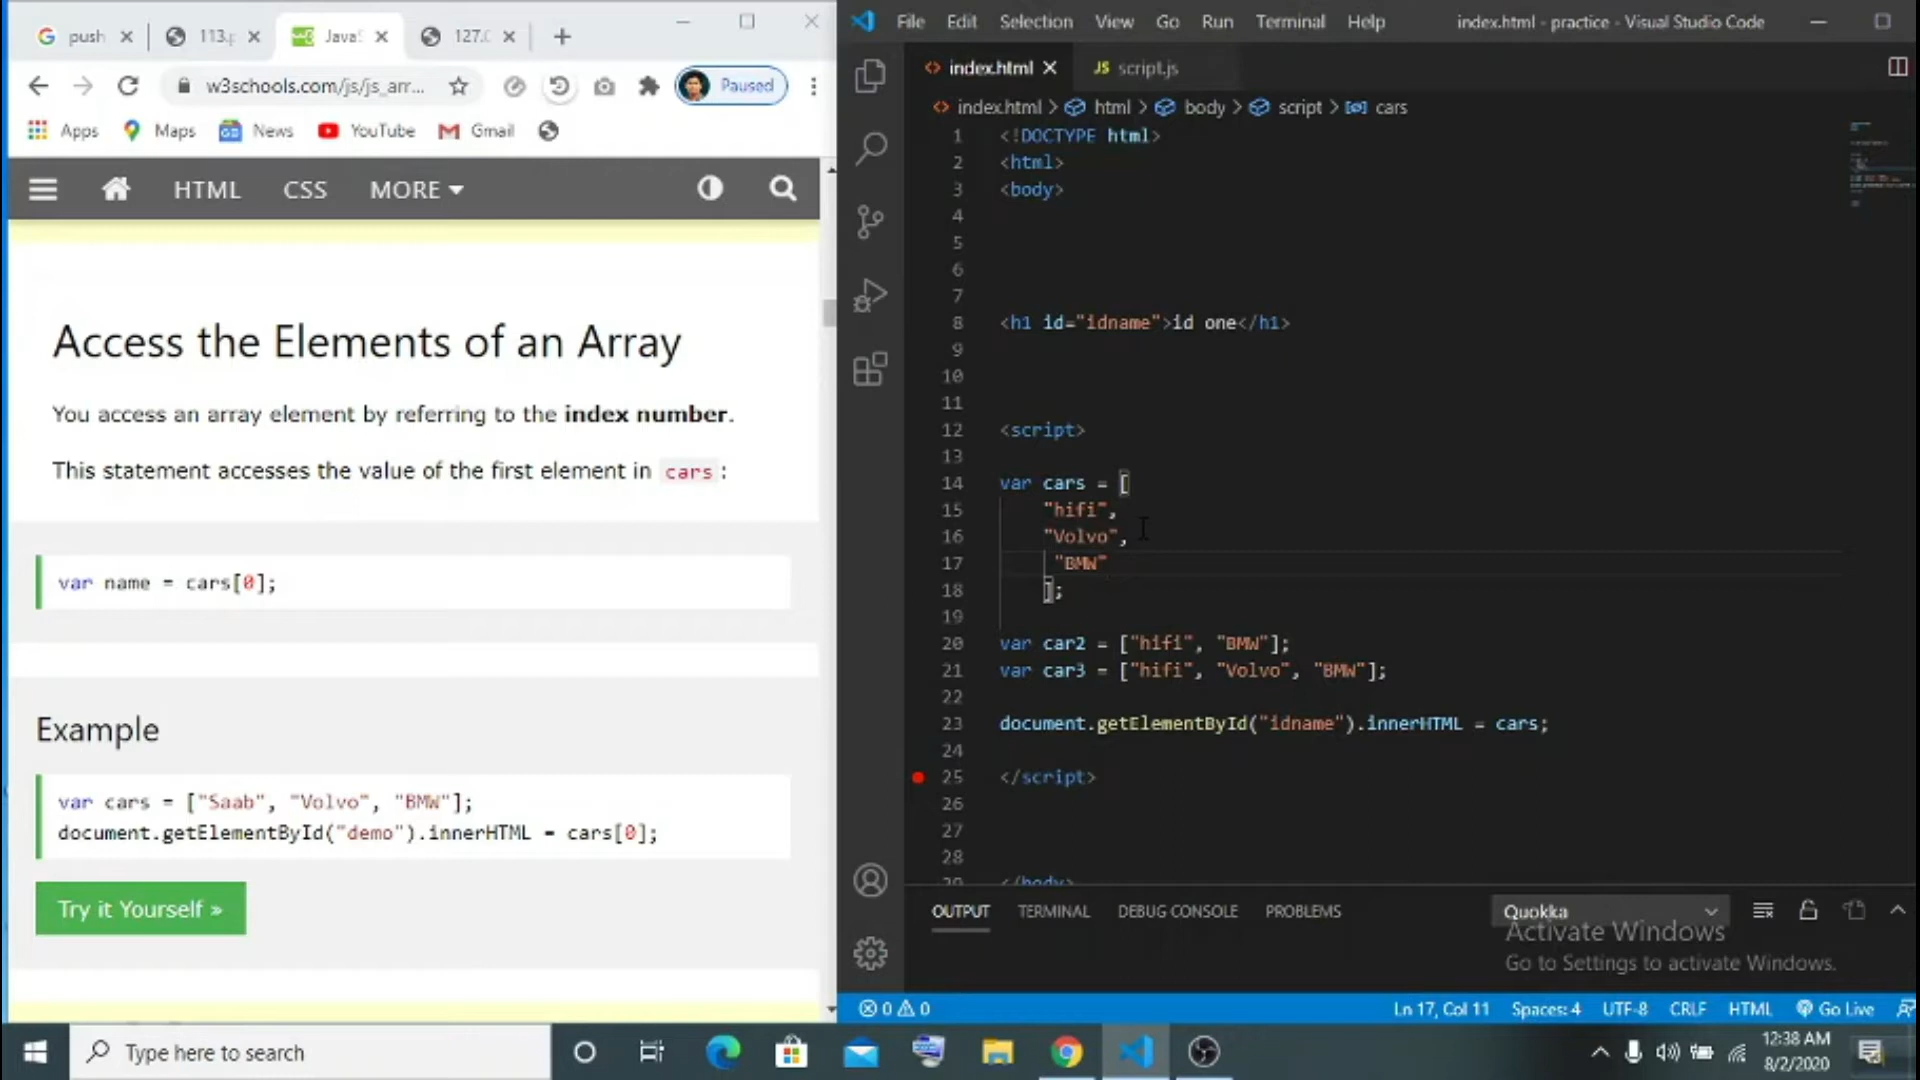 push
113.
JavaS
127.0
w3schools.com/js/js_arr...
Paused
Apps
Maps
News
YouTube
Gmail
HTML
CSS
MORE
Access the Elements of an Array
You access an array element by referring to the index number.
This statement accesses the value of the first element in cars:
var name = cars[0];
Example
var cars = ["Saab", "Volvo", "BMW"];
document.getElementById("demo").innerHTML = cars[0];
Try it Yourself »
File Edit Selection View Go Run Terminal Help
index.html - practice - Visual Studio Code
index.html
JS script.js
index.html > html > body > script > cars
1 <!DOCTYPE html>
2 <html>
3 <body>
4
5
6
7
8 <h1 id="idname">id one</h1>
9
10
11
12 <script>
13
14 var cars = [
15 "hifi",
16 "Volvo",
17 "BMW"
18 ];
19
20 var car2 = ["hifi", "BMW"];
21 var car3 = ["hifi", "Volvo", "BMW"];
22
23 document.getElementById("idname").innerHTML = cars;
24
25 </script>
26
27
28
29 </body>
OUTPUT TERMINAL DEBUG CONSOLE PROBLEMS
Quokka
Activate Windows
Go to Settings to activate Windows.
0 0
Ln 17, Col 11 Spaces: 4 UTF-8 CRLF HTML Go Live
Type here to search
12:38 AM
8/2/2020